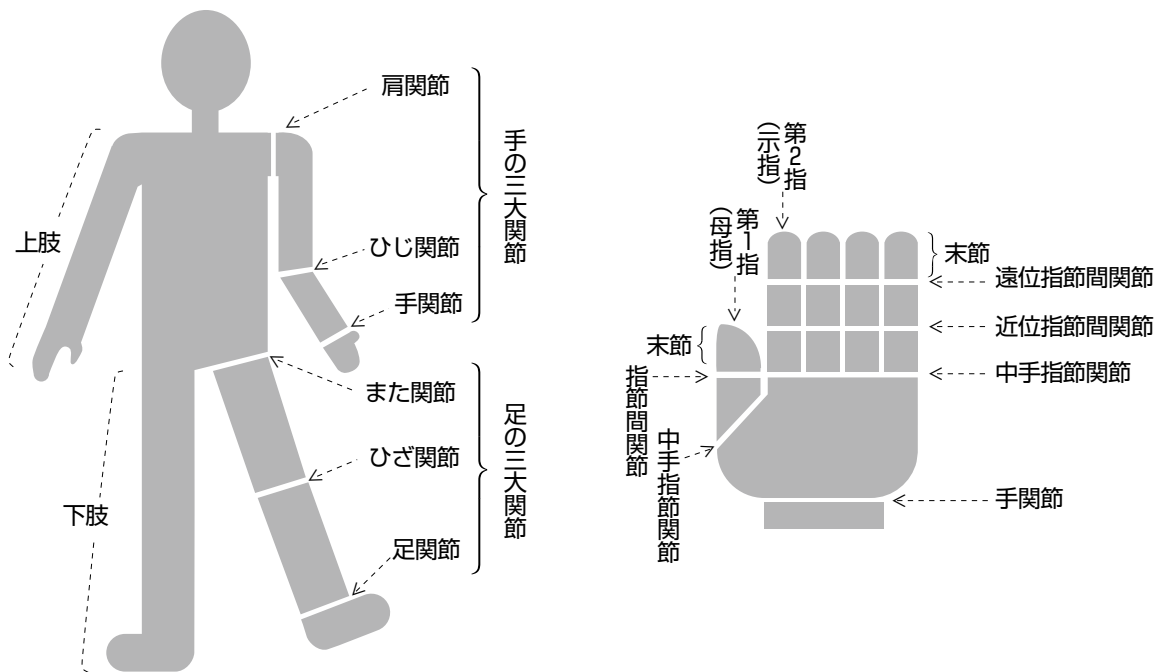 肩関節
手の三大関節
上肢
ひじ関節
手関節
また関節
足の三大関節
ひざ関節
下肢
足関節
第2指
（示指）
第1指
（母指）
末節
遠位指節間関節
近位指節間関節
末節
中手指節関節
指節間関節
中手指節関節
手関節